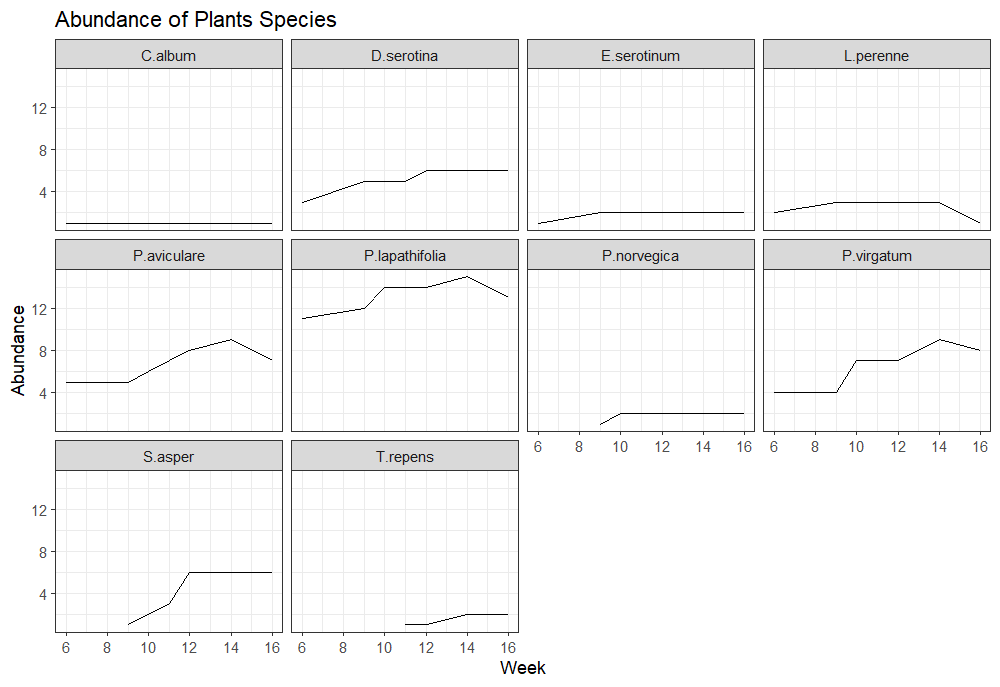 Abundance of Plants Species
C.album D.serotina E.serotinum L.perenne
12
8
4
P.aviculare P.lapathifolia P.norvegica P.virgatum
12
8
4
6 8 10 12 14 16 6 8 10 12 14 16
S.asper T.repens
12
8
4
6 8 10 12 14 16 6 8 10 12 14 16
Abundance
Week